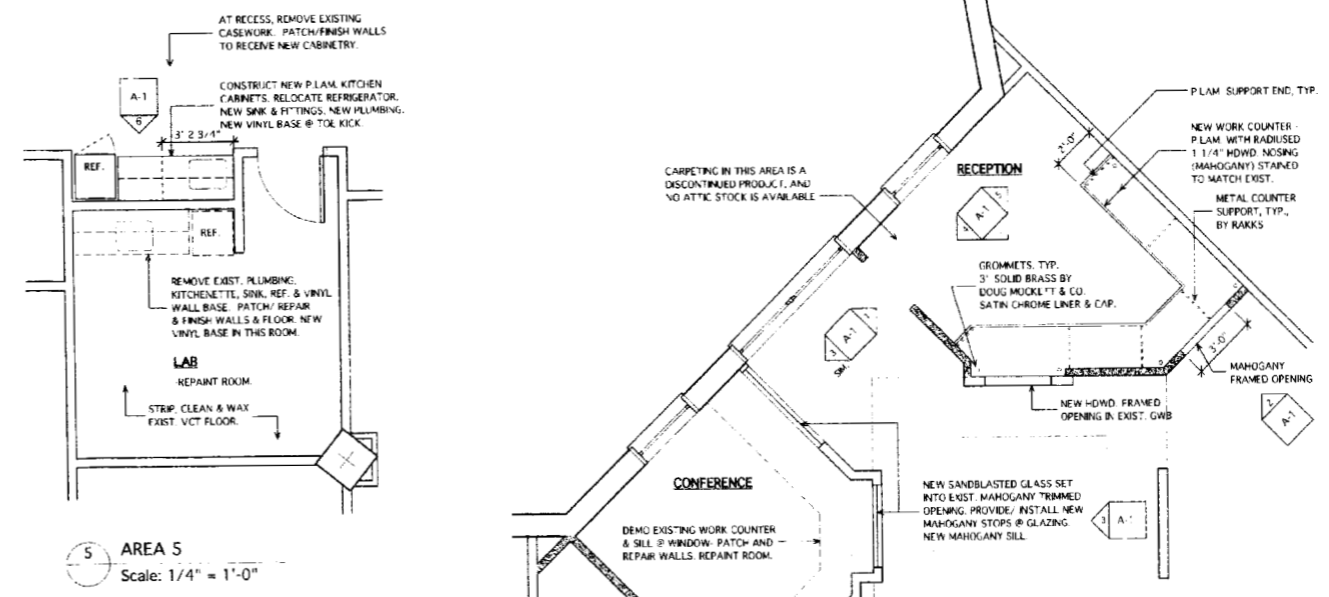 AT RECESS, REMOVE EXISTING
CASEWORK. PATCH/FINISH WALLS
TO RECEIVE NEW CABINETRY.
CONSTRUCT NEW P.LAM. KITCHEN
CABINETS. RELOCATE REFRIGERATOR.
NEW SINK & FITTINGS. NEW PLUMBING.
NEW VINYL BASE @ TOE KICK.
A-1
6
3' 2 3/4"
REF.
REF.
REMOVE EXIST. PLUMBING,
KITCHENETTE, SINK, REF. & VINYL
WALL BASE. PATCH/ REPAIR
& FINISH WALLS & FLOOR. NEW
VINYL BASE IN THIS ROOM.
LAB
-REPAINT ROOM.
STRIP, CLEAN & WAX
EXIST. VCT FLOOR.
5
AREA 5
Scale: 1/4" = 1'-0"
CARPETING IN THIS AREA IS A
DISCONTINUED PRODUCT, AND
NO ATTIC STOCK IS AVAILABLE
RECEPTION
A-1
5
4
2'-0"
P.LAM SUPPORT END, TYP.
NEW WORK COUNTER -
P.LAM. WITH RADIUSED
1 1/4" HDWD. NOSING
(MAHOGANY) STAINED
TO MATCH EXIST.
METAL COUNTER
SUPPORT, TYP.,
BY RAKKS
GROMMETS, TYP.
3" SOLID BRASS BY
DOUG MOCKETT & CO.
SATIN CHROME LINER & CAP.
A-1
1
3
SIM.
3'-0"
MAHOGANY
FRAMED OPENING
NEW HDWD. FRAMED
OPENING IN EXIST. GWB
2
A-1
CONFERENCE
DEMO EXISTING WORK COUNTER
& SILL @ WINDOW- PATCH AND
REPAIR WALLS. REPAINT ROOM.
NEW SANDBLASTED GLASS SET
INTO EXIST. MAHOGANY TRIMMED
OPENING. PROVIDE/ INSTALL NEW
MAHOGANY STOPS @ GLAZING.
NEW MAHOGANY SILL
3
A-1